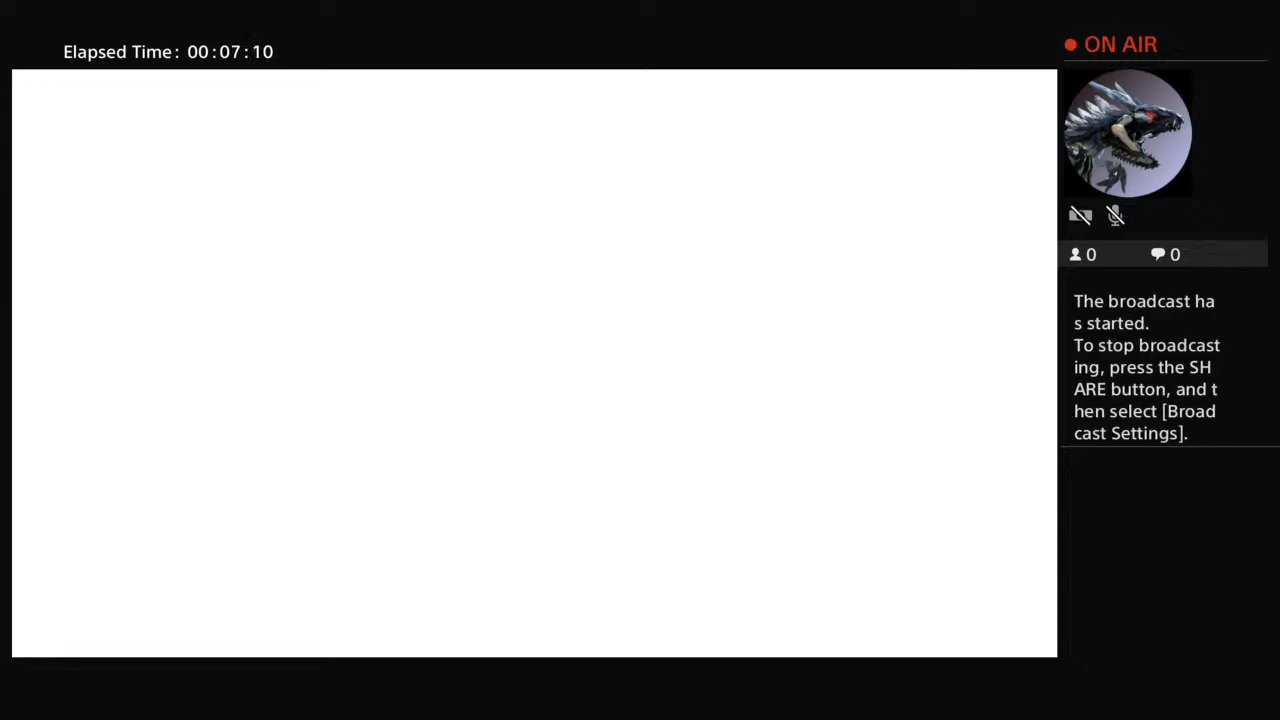 Elapsed Time: 00:07:10
ON AIR
0 0
The broadcast ha
s started.
To stop broadcast
ing, press the SH
ARE button, and t
hen select [Broad
cast Settings].